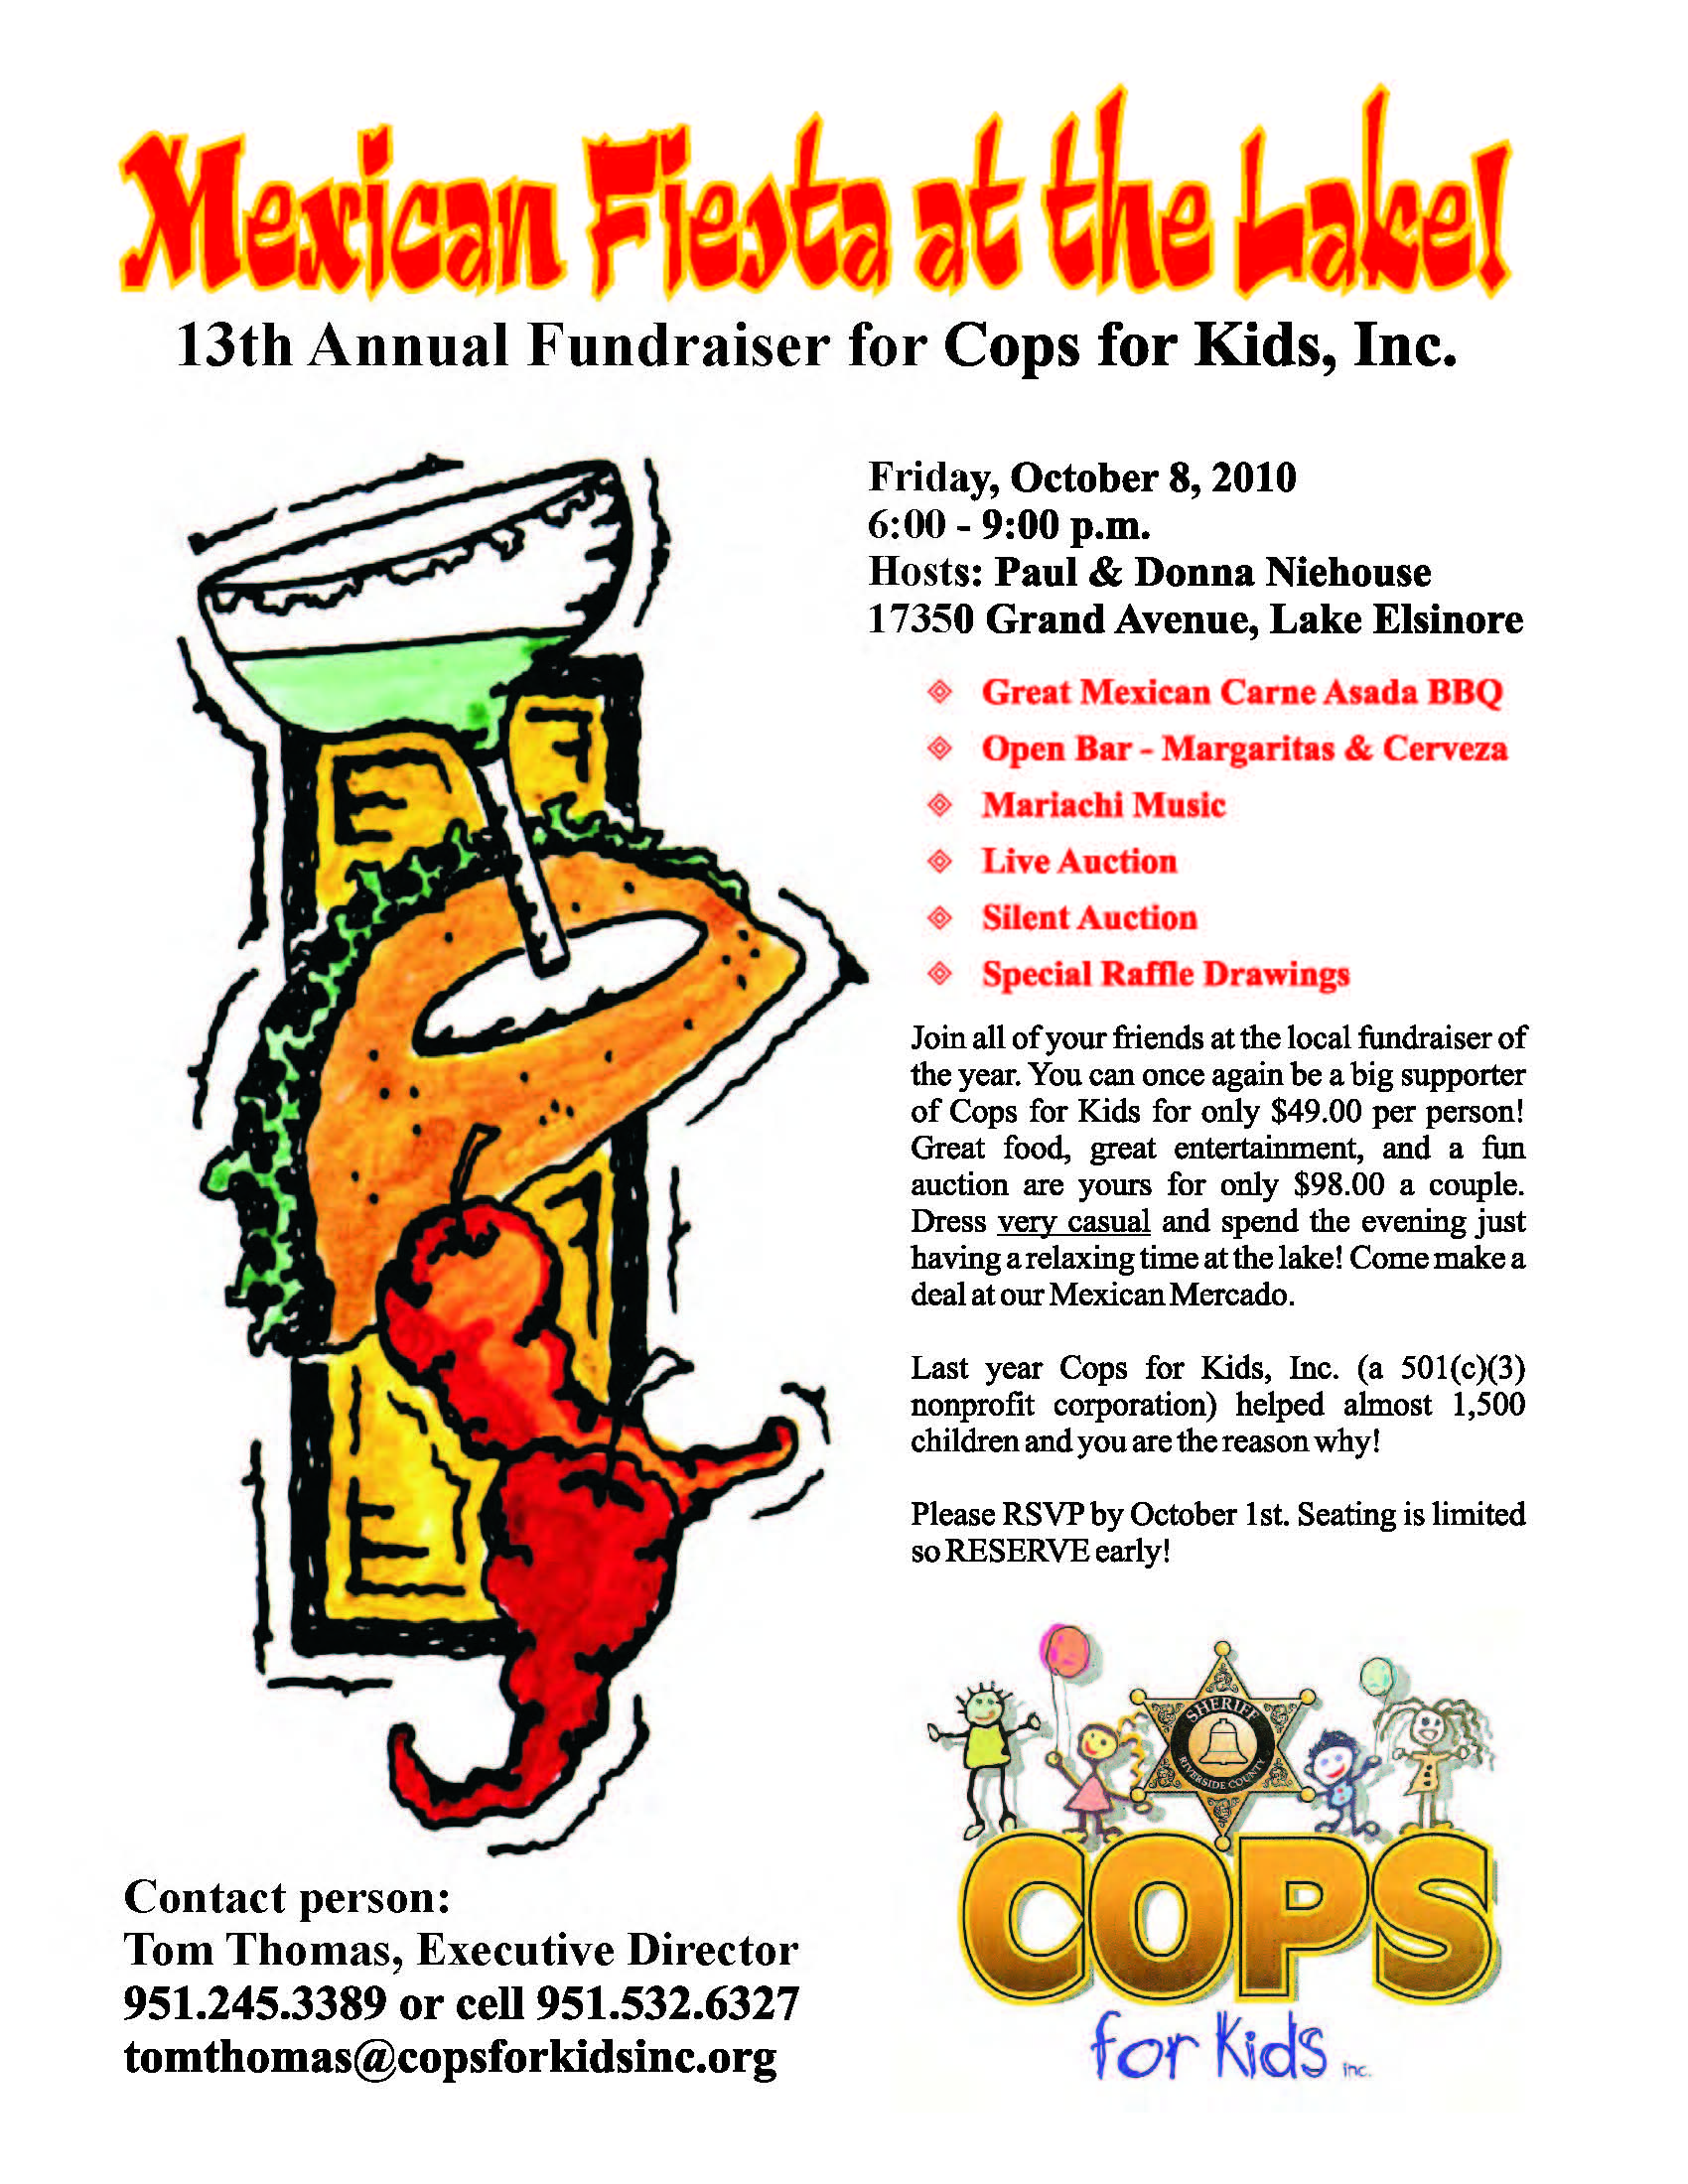 Mexican Fiesta at the Lake!
13th Annual Fundraiser for Cops for Kids, Inc.
Friday, October 8, 2010
6:00 - 9:00 p.m.
Hosts: Paul & Donna Niehouse
17350 Grand Avenue, Lake Elsinore
Great Mexican Carne Asada BBQ
Open Bar - Margaritas & Cerveza
Mariachi Music
Live Auction
Silent Auction
Special Raffle Drawings
Join all of your friends at the local fundraiser of
the year. You can once again be a big supporter
of Cops for Kids for only $49.00 per person!
Great food, great entertainment, and a fun
auction are yours for only $98.00 a couple.
Dress very casual and spend the evening just
having a relaxing time at the lake! Come make a
deal at our Mexican Mercado.
Last year Cops for Kids, Inc. (a 501(c)(3)
nonprofit corporation) helped almost 1,500
children and you are the reason why!
Please RSVP by October 1st. Seating is limited
so RESERVE early!
SHERIFF
RIVERSIDE COUNTY
COPS
for Kids inc.
Contact person:
Tom Thomas, Executive Director
951.245.3389 or cell 951.532.6327
tomthomas@copsforkidsinc.org